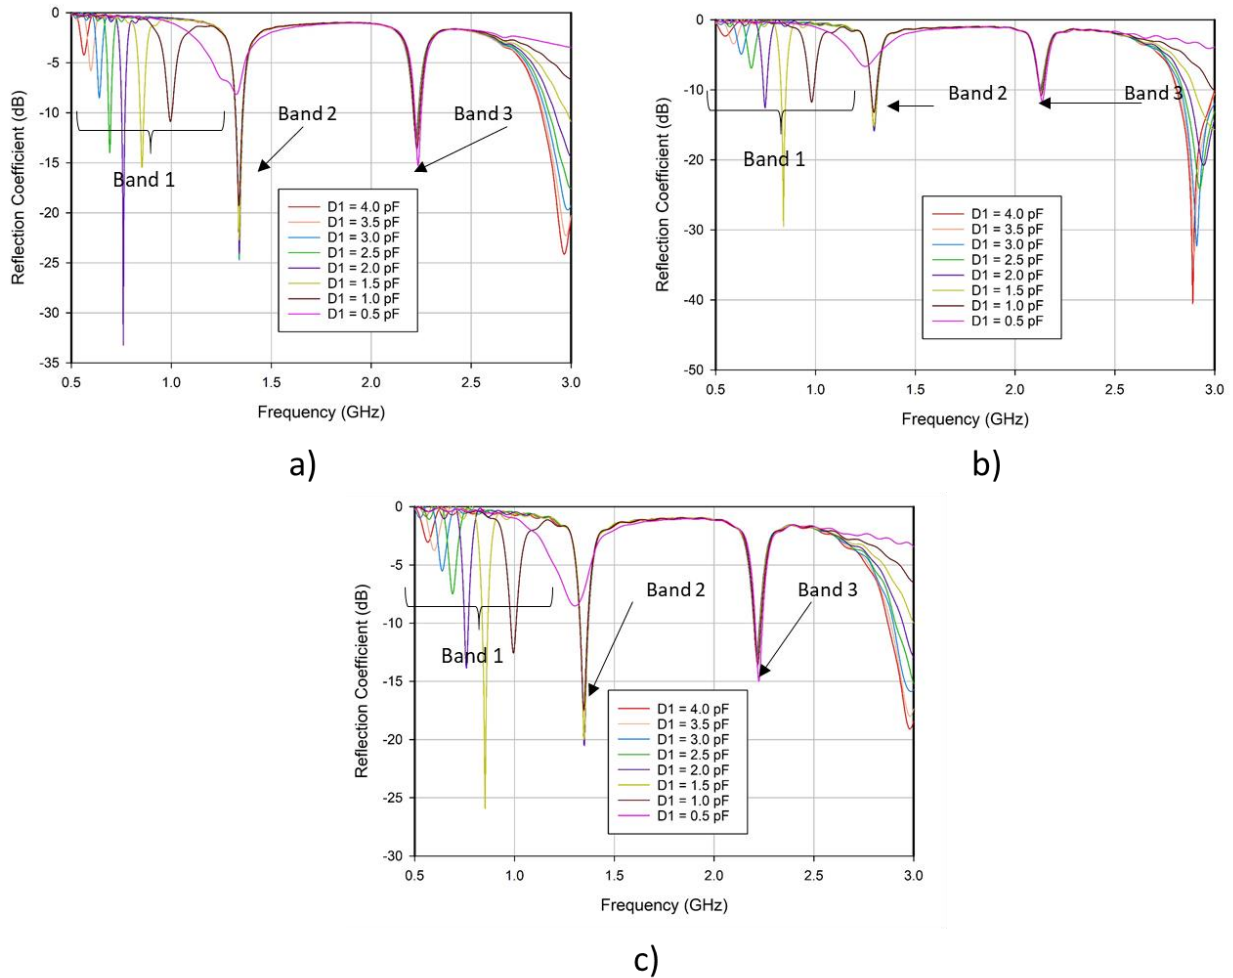 0
-5
-10
-15
-20
-25
-30
-35
Reflection Coefficient (dB)
Band 1
Band 2
Band 3
D1 = 4.0 pF
D1 = 3.5 pF
D1 = 3.0 pF
D1 = 2.5 pF
D1 = 2.0 pF
D1 = 1.5 pF
D1 = 1.0 pF
D1 = 0.5 pF
0.5 1.0 1.5 2.0 2.5 3.0
Frequency (GHz)
a)
0
-10
-20
-30
-40
-50
Reflection Coefficient (dB)
Band 1
Band 2
Band 3
D1 = 4.0 pF
D1 = 3.5 pF
D1 = 3.0 pF
D1 = 2.5 pF
D1 = 2.0 pF
D1 = 1.5 pF
D1 = 1.0 pF
D1 = 0.5 pF
0.5 1.0 1.5 2.0 2.5 3.0
Frequency (GHz)
b)
0
-5
-10
-15
-20
-25
-30
Reflection Coefficient (dB)
Band 1
Band 2
Band 3
D1 = 4.0 pF
D1 = 3.5 pF
D1 = 3.0 pF
D1 = 2.5 pF
D1 = 2.0 pF
D1 = 1.5 pF
D1 = 1.0 pF
D1 = 0.5 pF
0.5 1.0 1.5 2.0 2.5 3.0
Frequency (GHz)
c)